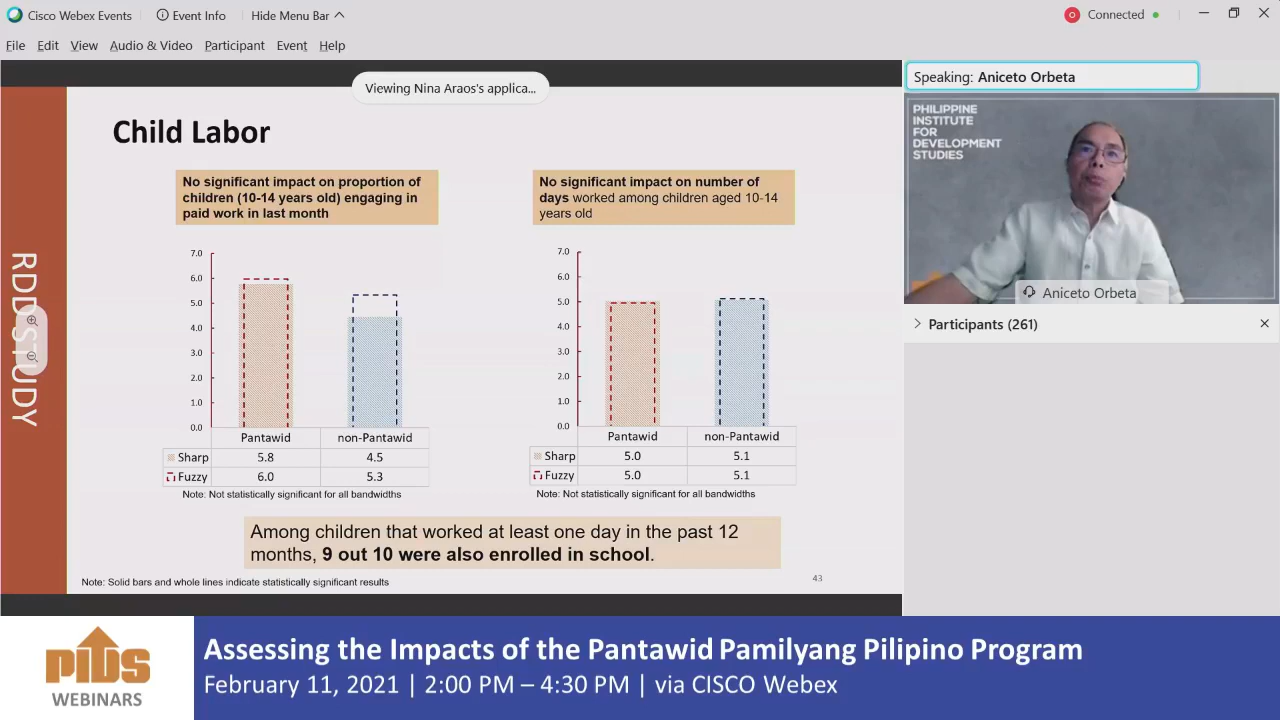 Cisco Webex Events
Event Info
Hide Menu Bar
Connected
File Edit View Audio & Video Participant Event Help
Viewing Nina Araos's applica...
Speaking: Aniceto Orbeta
PHILIPPINE
INSTITUTE
FOR
DEVELOPMENT
STUDIES
Aniceto Orbeta
Participants (261)
RDD STUDY
Child Labor
No significant impact on proportion of
children (10-14 years old) engaging in
paid work in last month
7.0
6.0
5.0
4.0
3.0
2.0
1.0
0.0
Pantawid non-Pantawid
Sharp 5.8 4.5
Fuzzy 6.0 5.3
Note: Not statistically significant for all bandwidths
No significant impact on number of
days worked among children aged 10-14
years old
7.0
6.0
5.0
4.0
3.0
2.0
1.0
0.0
Pantawid non-Pantawid
Sharp 5.0 5.1
Fuzzy 5.0 5.1
Note: Not statistically significant for all bandwidths
Among children that worked at least one day in the past 12
months, 9 out 10 were also enrolled in school.
Note: Solid bars and whole lines indicate statistically significant results
43
PIDS
WEBINARS
Assessing the Impacts of the Pantawid Pamilyang Pilipino Program
February 11, 2021 | 2:00 PM – 4:30 PM | via CISCO Webex